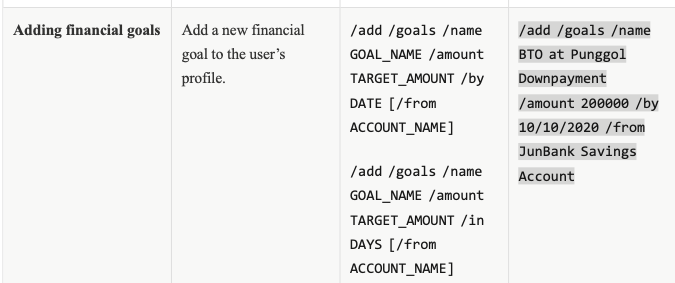 Adding financial goals
Add a new financial
goal to the user’s
profile.
/add /goals /name
GOAL_NAME /amount
TARGET_AMOUNT /by
DATE [/from
ACCOUNT_NAME]
/add /goals /name
GOAL_NAME /amount
TARGET_AMOUNT /in
DAYS [/from
ACCOUNT_NAME]
/add /goals /name
BTO at Punggol
Downpayment
/amount 200000 /by
10/10/2020 /from
JunBank Savings
Account